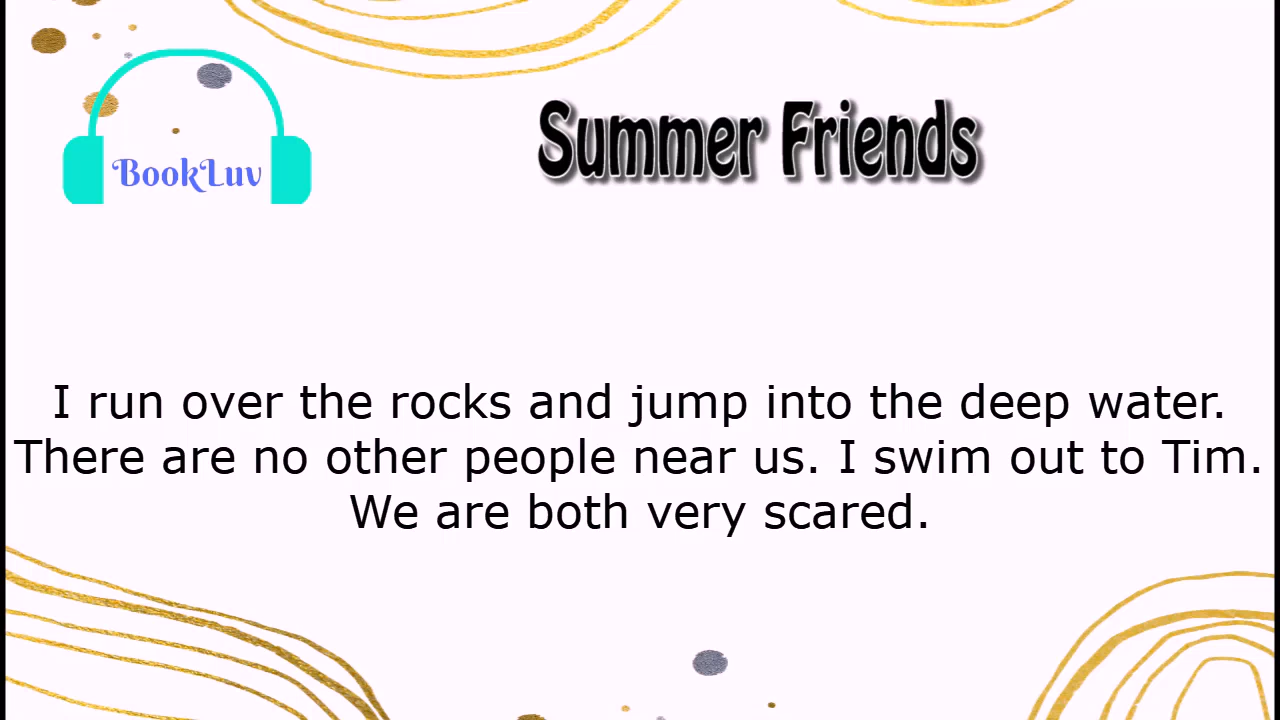 BookLuv
Summer Friends
I run over the rocks and jump into the deep water.
There are no other people near us. I swim out to Tim.
We are both very scared.